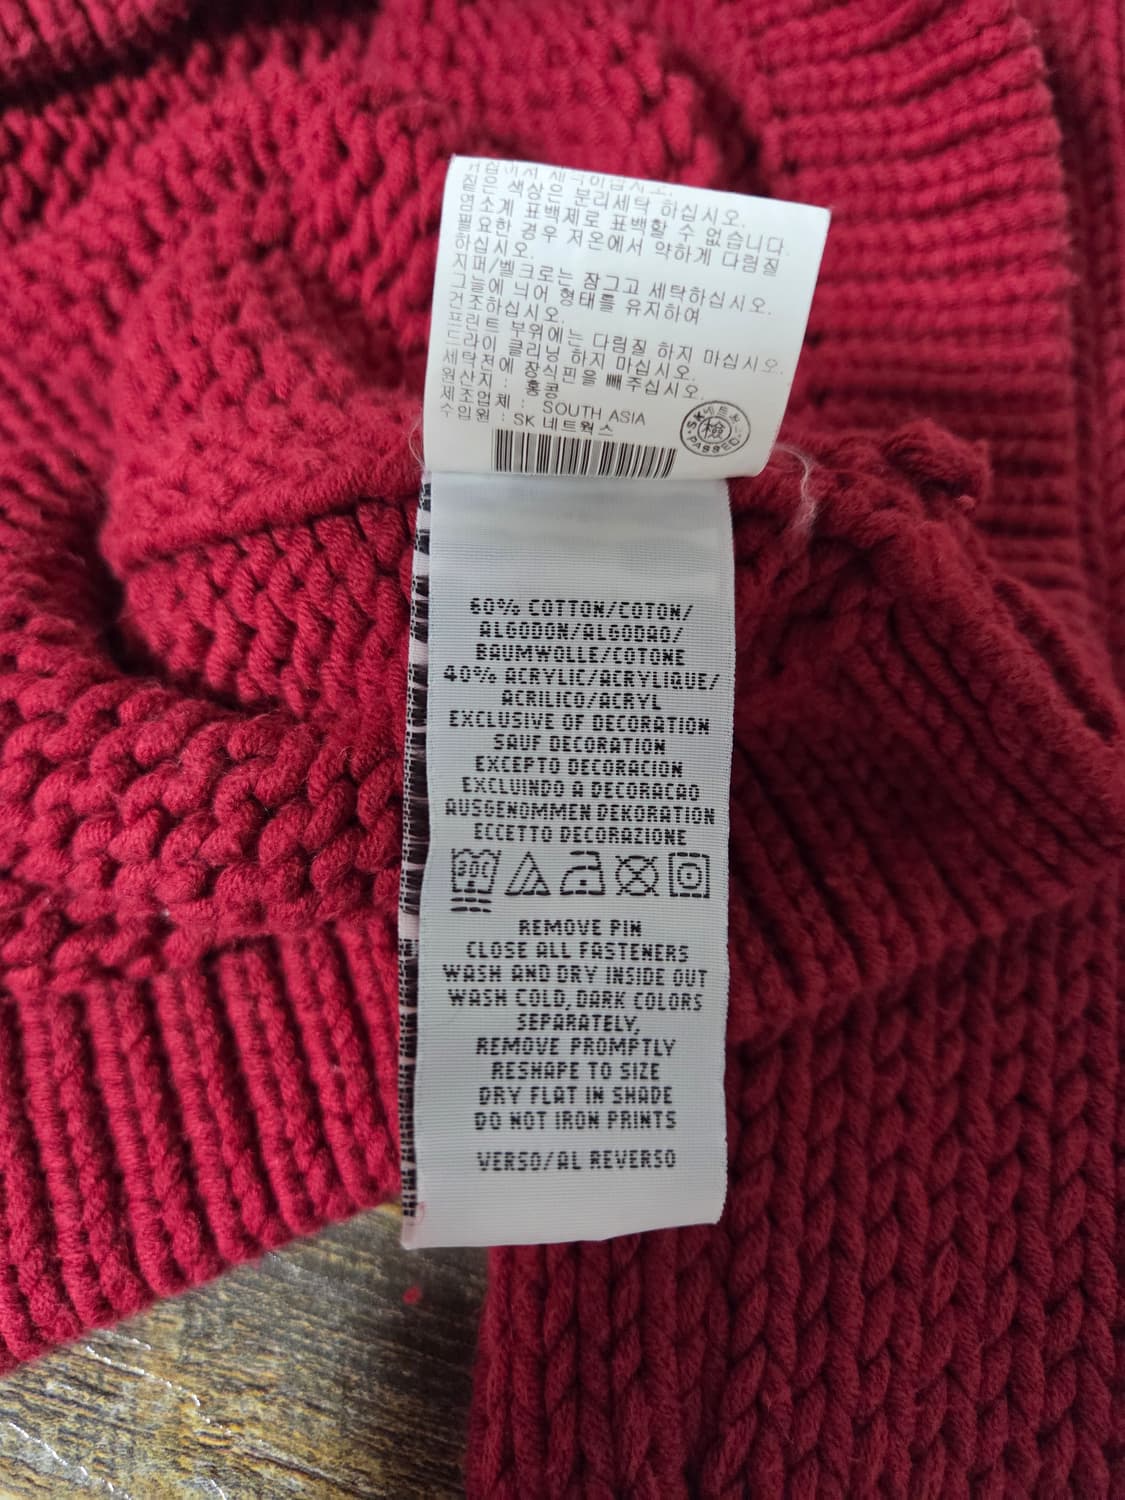 짙은 색상은 분리세탁 하십시오.
염소계 표백제로 표백할 수 없습니다.
필요한 경우 저온에서 약하게 다림질
하십시오.
지퍼/벨크로는 잠그고 세탁하십시오.
그늘에 뉘어 형태를 유지하여
건조하십시오.
프린트 부위에는 다림질 하지 마십시오.
드라이 클리닝 하지 마십시오.
세탁전에 장식핀을 빼주십시오.
원산지 : 홍콩
제조업체 : SOUTH ASIA
수입원 : SK 네트웍스
SK네트웍스
檢
PASSED
60% COTTON/COTON/
ALGODON/ALGODAO/
BAUMWOLLE/COTONE
40% ACRYLIC/ACRYLIQUE/
ACRILICO/ACRYL
EXCLUSIVE OF DECORATION
SAUF DECORATION
EXCEPTO DECORACION
EXCLUINDO A DECORACAO
AUSGENOMMEN DEKORATION
ECCETTO DECORAZIONE
30C
REMOVE PIN
CLOSE ALL FASTENERS
WASH AND DRY INSIDE OUT
WASH COLD, DARK COLORS
SEPARATELY,
REMOVE PROMPTLY
RESHAPE TO SIZE
DRY FLAT IN SHADE
DO NOT IRON PRINTS
VERSO/AL REVERSO